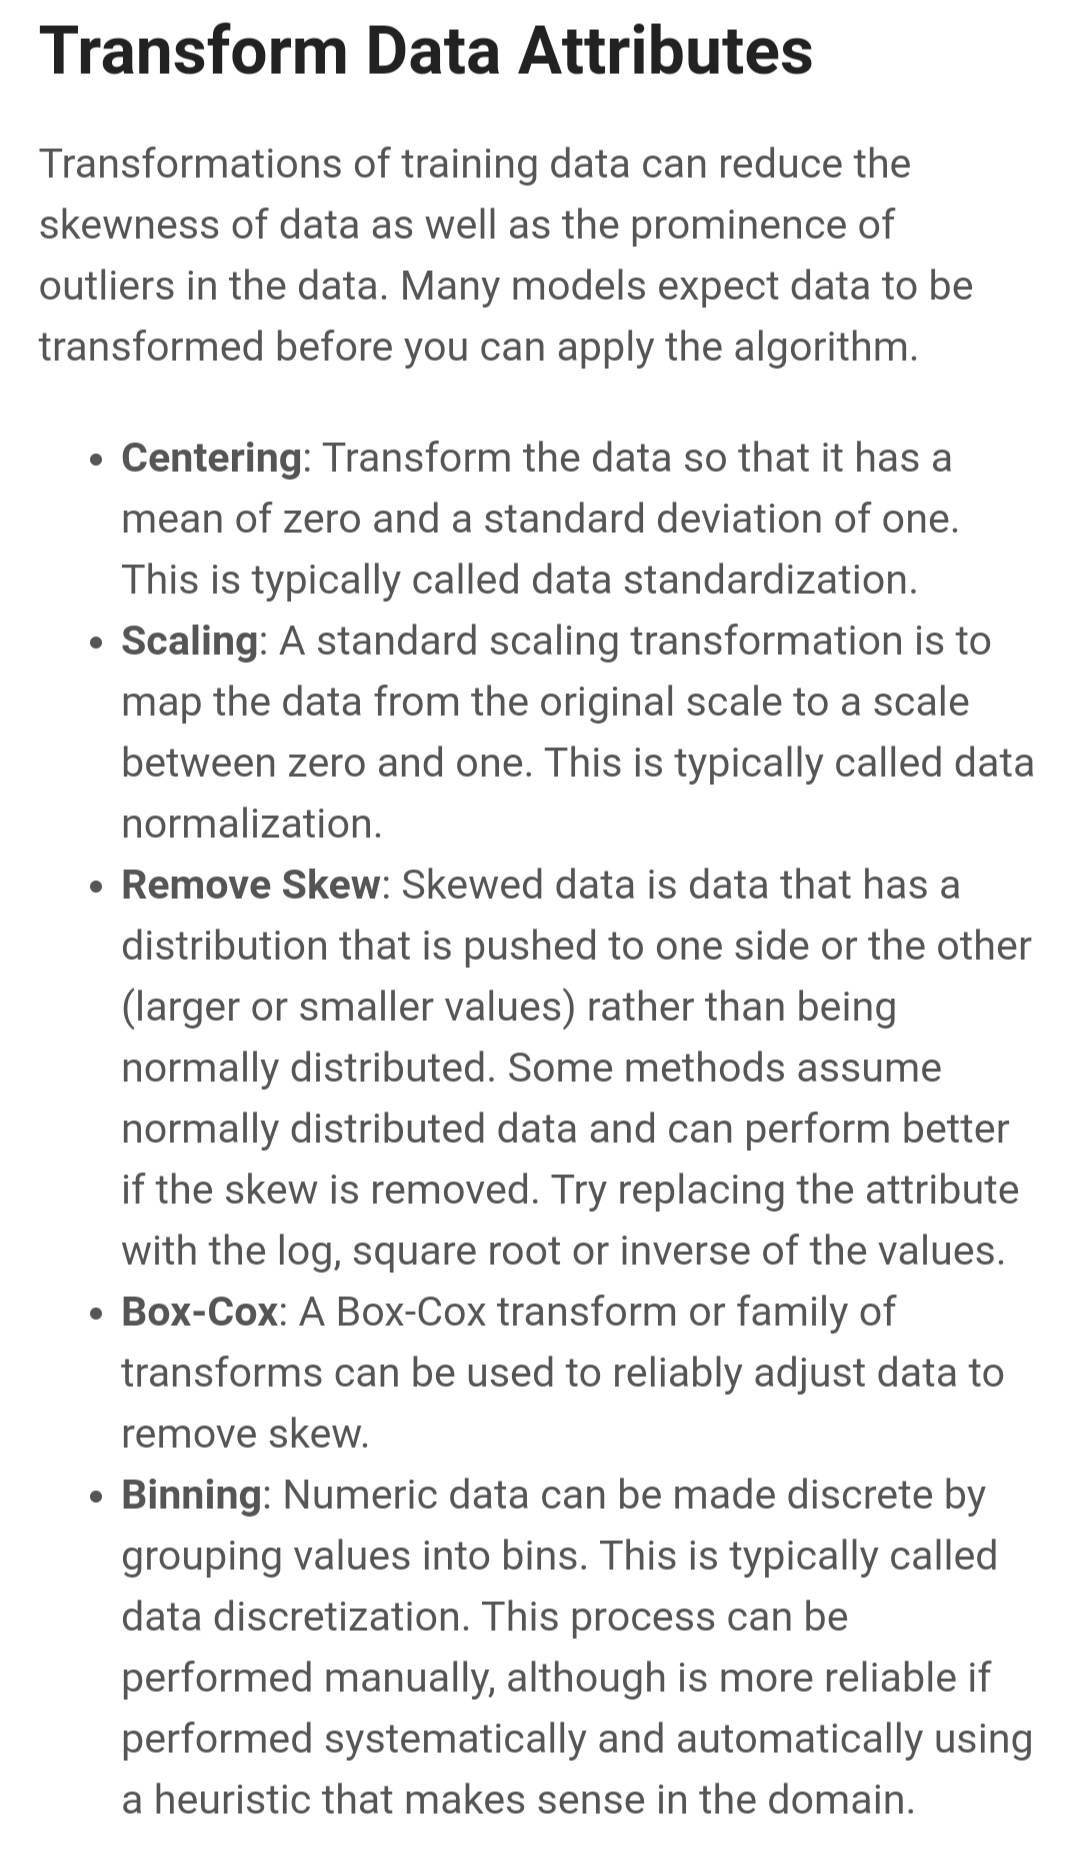 Transform Data Attributes
Transformations of training data can reduce the
skewness of data as well as the prominence of
outliers in the data. Many models expect data to be
transformed before you can apply the algorithm.
• Centering: Transform the data so that it has a
mean of zero and a standard deviation of one.
This is typically called data standardization.
• Scaling: A standard scaling transformation is to
map the data from the original scale to a scale
between zero and one. This is typically called data
normalization.
• Remove Skew: Skewed data is data that has a
distribution that is pushed to one side or the other
(larger or smaller values) rather than being
normally distributed. Some methods assume
normally distributed data and can perform better
if the skew is removed. Try replacing the attribute
with the log, square root or inverse of the values.
• Box-Cox: A Box-Cox transform or family of
transforms can be used to reliably adjust data to
remove skew.
• Binning: Numeric data can be made discrete by
grouping values into bins. This is typically called
data discretization. This process can be
performed manually, although is more reliable if
performed systematically and automatically using
a heuristic that makes sense in the domain.